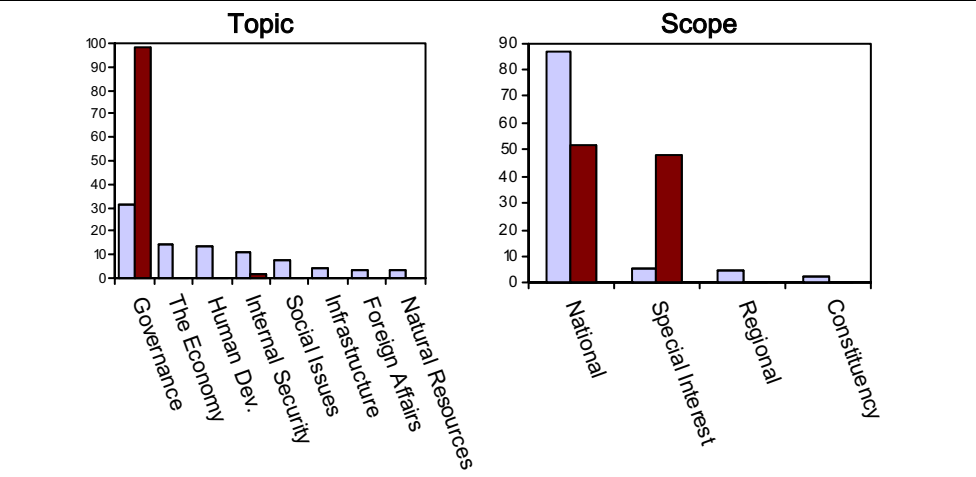 Topic
100
90
80
70
60
50
40
30
20
10
0
Governance
The Economy
Human Dev.
Internal Security
Social Issues
Infrastructure
Foreign Affairs
Natural Resources
Scope
90
80
70
60
50
40
30
20
10
0
National
Special Interest
Regional
Constituency